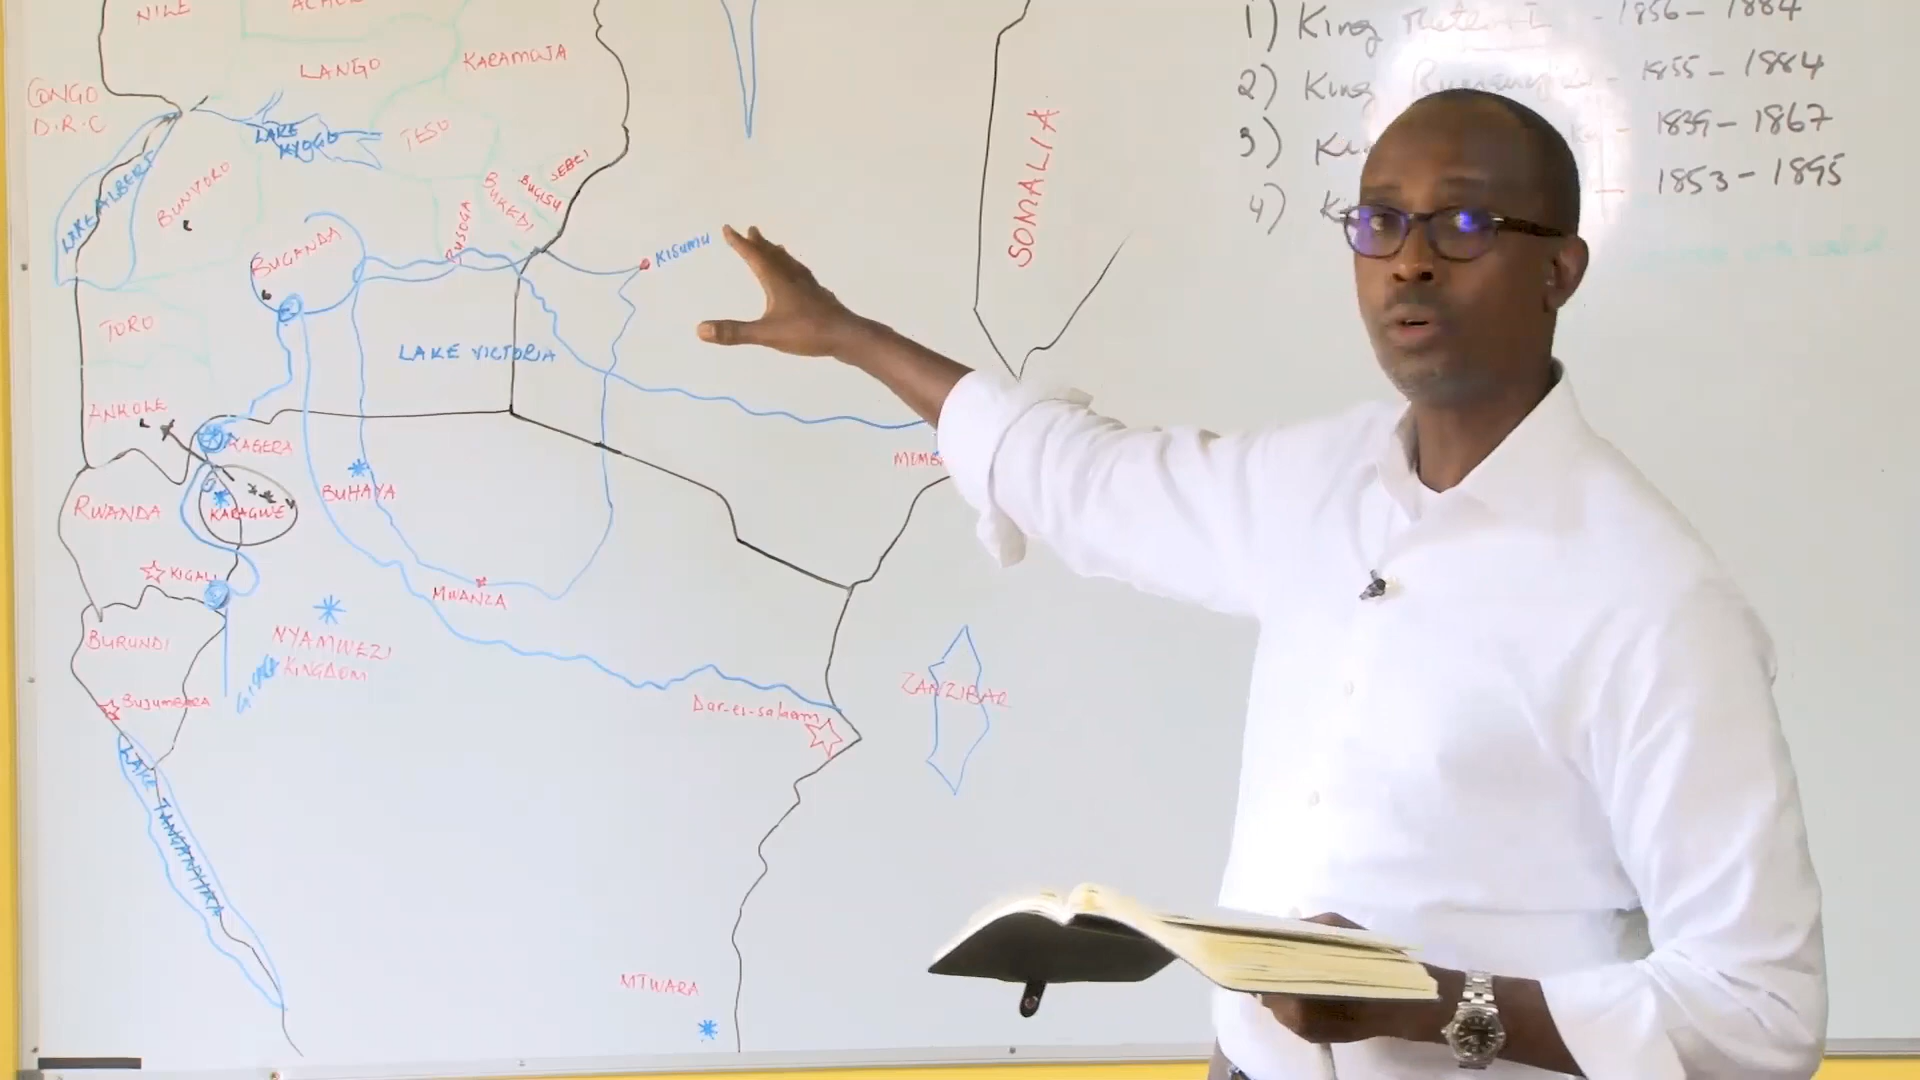 NILE
ACHOLI
LANGO
KARAMOJA
CONGO
D.R.C
LAKE
KYOGO
TESO
LAKE ALBERT
BUNYORO
SEBEI
BUGISU
BUKEDI
BUSOGA
BUGANDA
KISUMU
SOMALIA
TORO
LAKE VICTORIA
ANKOLE
KAGERA
MOMB
BUHAYA
RWANDA
KARAGWE
KIGALI
MWANZA
BURUNDI
NYAMWEZI
KINGDOM
BUJUMBURA
Dar-es-salaam
ZANZIBAR
LAKE TANGANYIKA
MTWARA
1) King - 1856 - 1884
2) King - 1855 - 1884
3) - 1839 - 1867
4) - 1853 - 1895